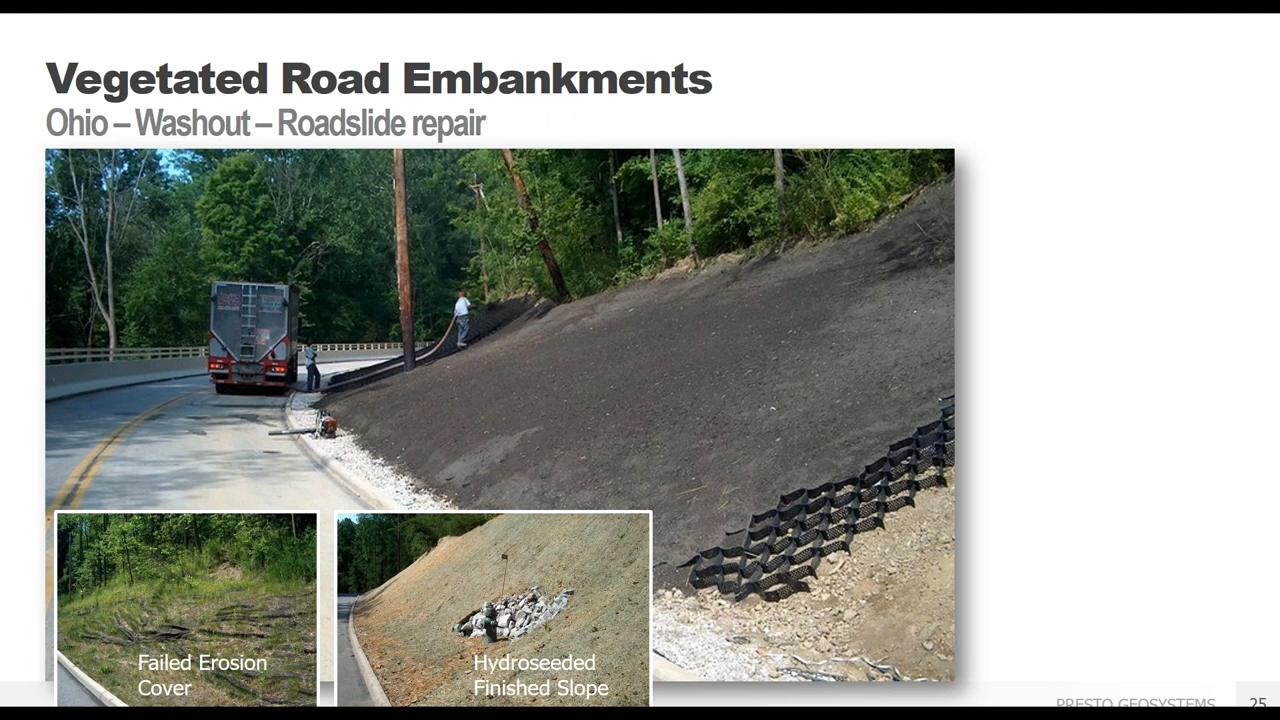 Vegetated Road Embankments
Ohio – Washout – Roadslide repair
Failed Erosion
Cover
Hydroseeded
Finished Slope
PRESTO GEOSYSTEMS
25